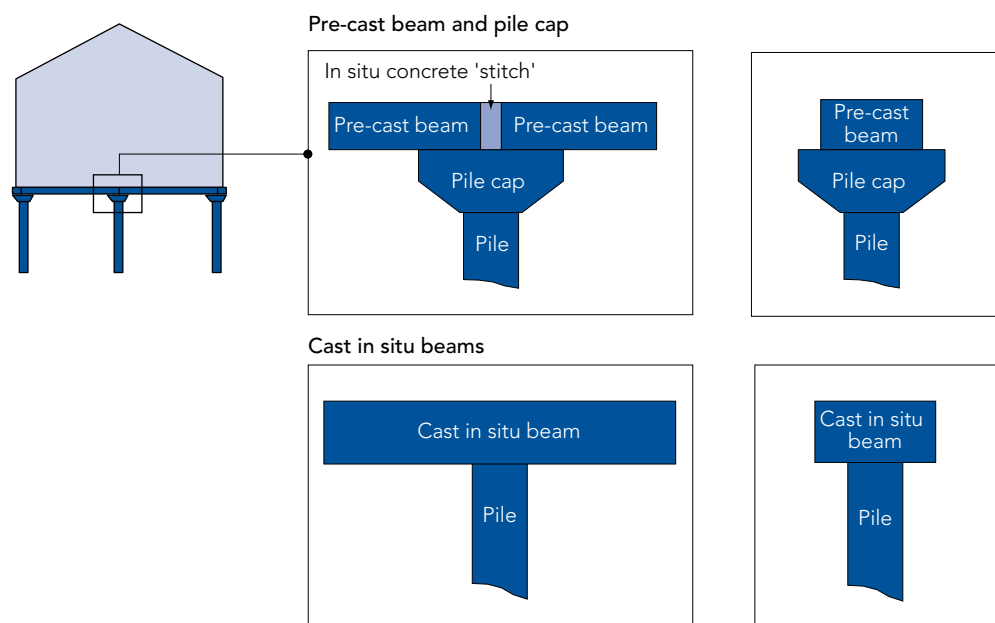 Pre-cast beam and pile cap
In situ concrete 'stitch'
Pre-cast beam
Pre-cast beam
Pile cap
Pile
Pre-cast
beam
Pile cap
Pile
Cast in situ beams
Cast in situ beam
Pile
Cast in situ
beam
Pile